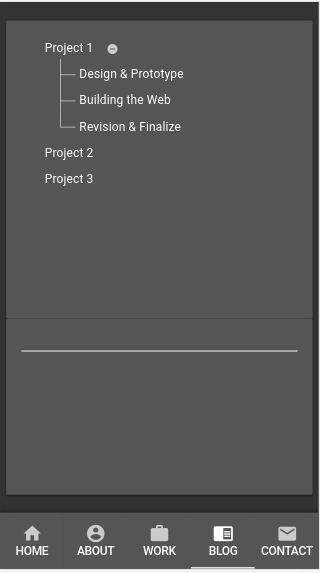 Project 1
Design & Prototype
Building the Web
Revision & Finalize
Project 2
Project 3
HOME ABOUT WORK BLOG CONTACT